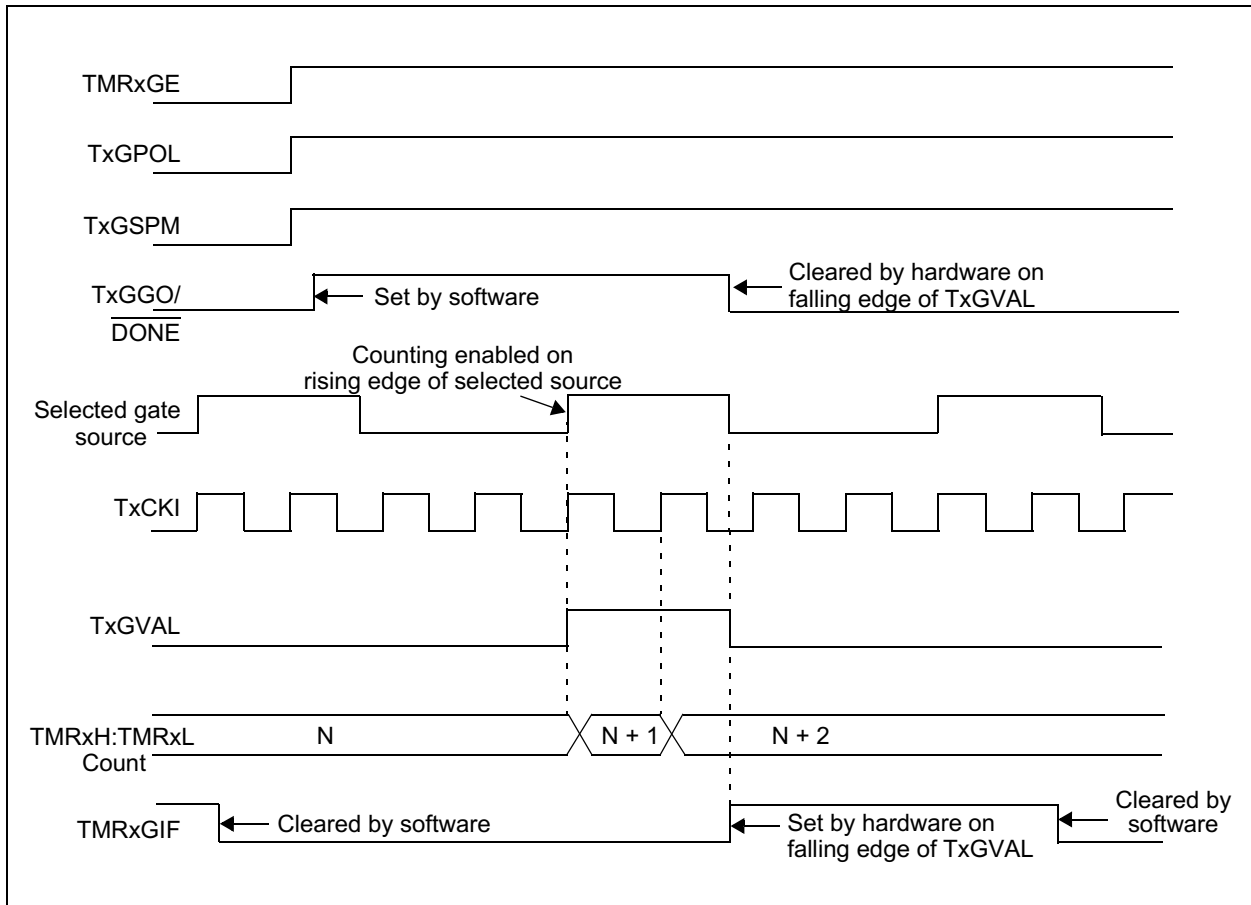 TMRxGE
TxGPOL
TxGSPM
TxGGO/
DONE
Set by software
Cleared by hardware on
falling edge of TxGVAL
Counting enabled on
rising edge of selected source
Selected gate
source
TxCKI
TxGVAL
TMRxH:TMRxL
Count
N
N + 1
N + 2
TMRxGIF
Cleared by software
Set by hardware on
falling edge of TxGVAL
Cleared by
software